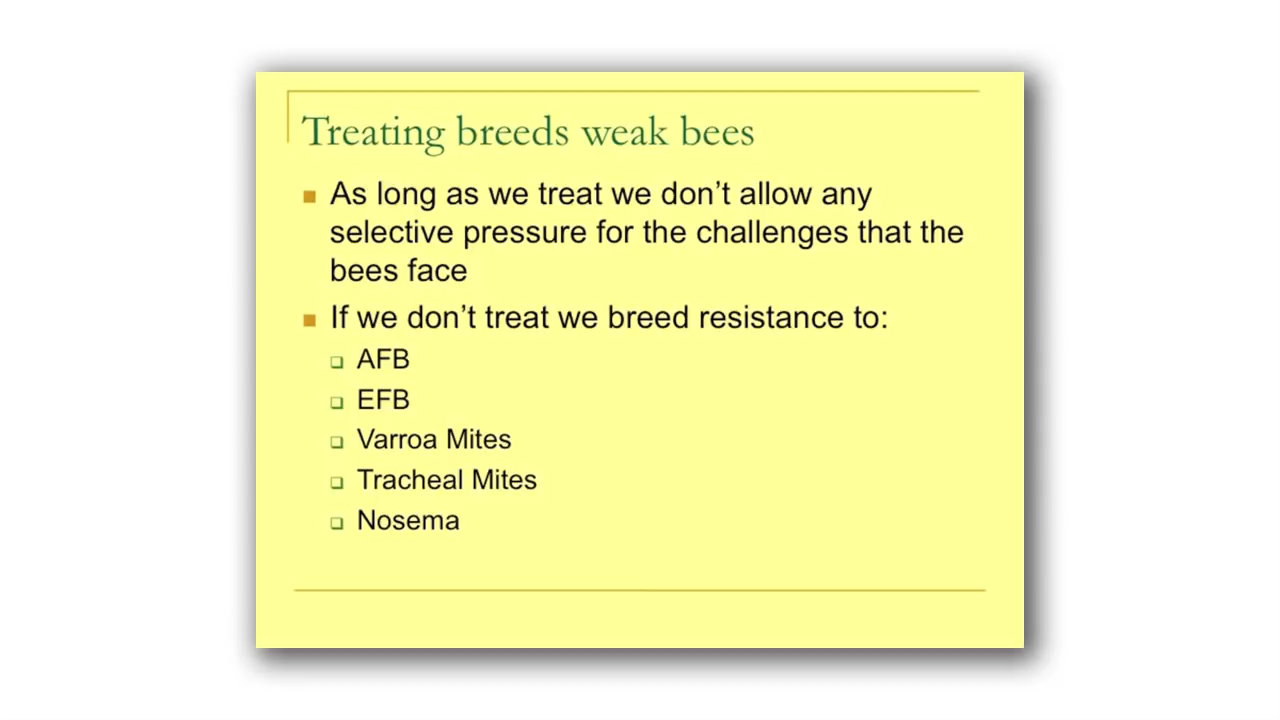 Treating breeds weak bees
As long as we treat we don’t allow any
selective pressure for the challenges that the
bees face
If we don’t treat we breed resistance to:
AFB
EFB
Varroa Mites
Tracheal Mites
Nosema